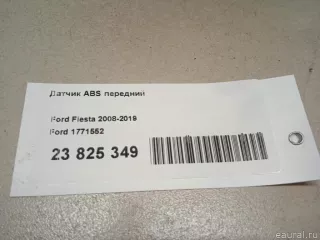 Датчик ABS передний
Ford Fiesta 2008-2019
Ford 1771552
23 825 349
© eaural.ru